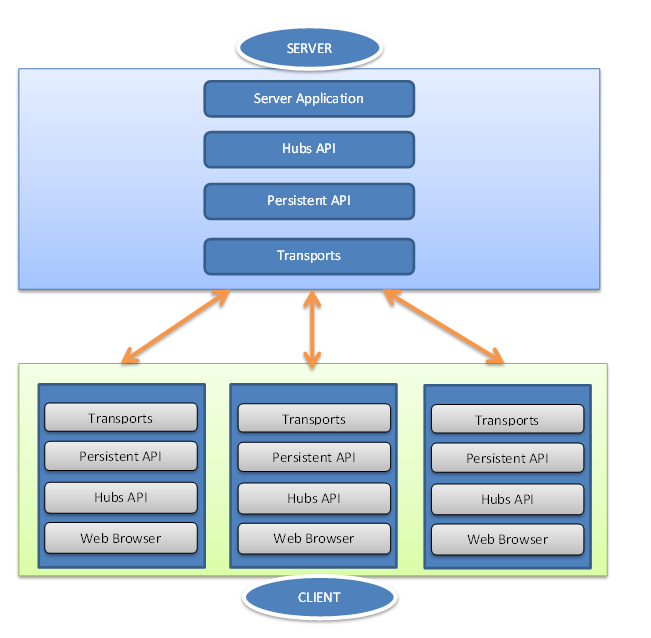 SERVER
Server Application
Hubs API
Persistent API
Transports
Transports
Persistent API
Hubs API
Web Browser
Transports
Persistent API
Hubs API
Web Browser
Transports
Persistent API
Hubs API
Web Browser
CLIENT